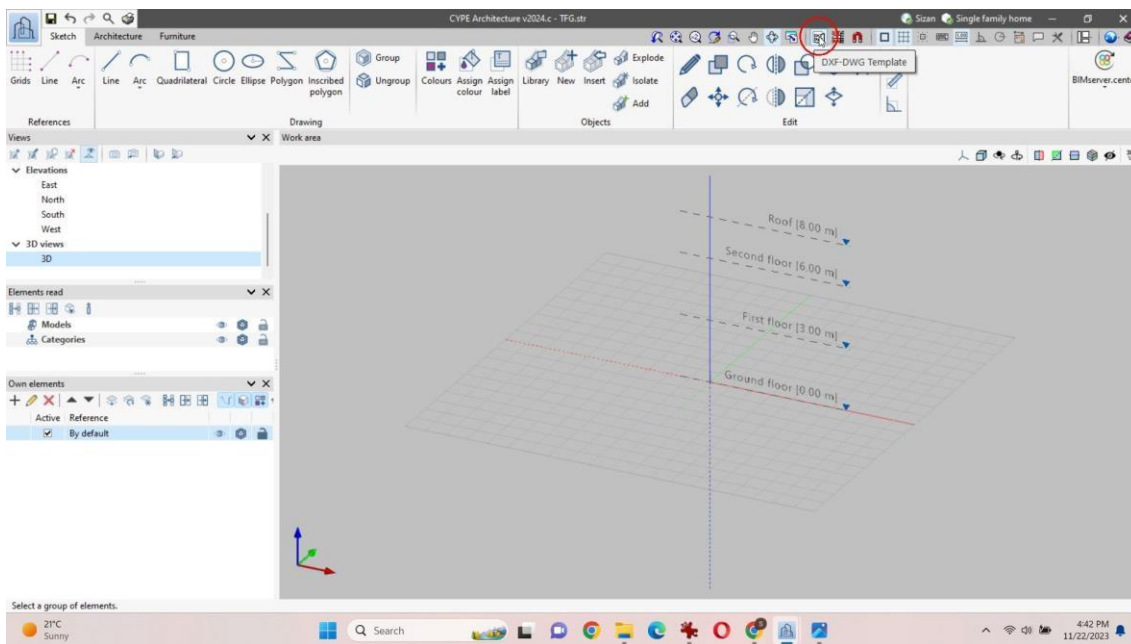 CYPE Architecture v2024.c - TFG.str
Sizan
Single family home
Sketch
Architecture
Furniture
DXF-DWG Template
Grids
Line
Arc
Line
Arc
Quadrilateral
Circle
Ellipse
Polygon
Inscribed
polygon
Group
Ungroup
Colours
Assign
colour
Assign
label
Library
New
Insert
Explode
Isolate
Add
BIMserver.cent
References
Drawing
Objects
Edit
Views
Work area
Elevations
East
North
South
West
3D views
3D
Elements read
Models
Categories
Own elements
Active Reference
By default
Roof [8.00 m]
Second floor [6.00 m]
First floor [3.00 m]
Ground floor [0.00 m]
Select a group of elements.
21°C
Sunny
Search
4:42 PM
11/22/2023